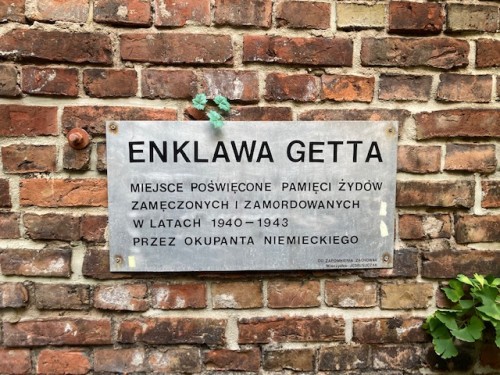 ENKLAWA GETTA
MIEJSCE POŚWIĘCONE PAMIĘCI ŻYDÓW
ZAMĘCZONYCH I ZAMORDOWANYCH
W LATACH 1940-1943
PRZEZ OKUPANTA NIEMIECKIEGO